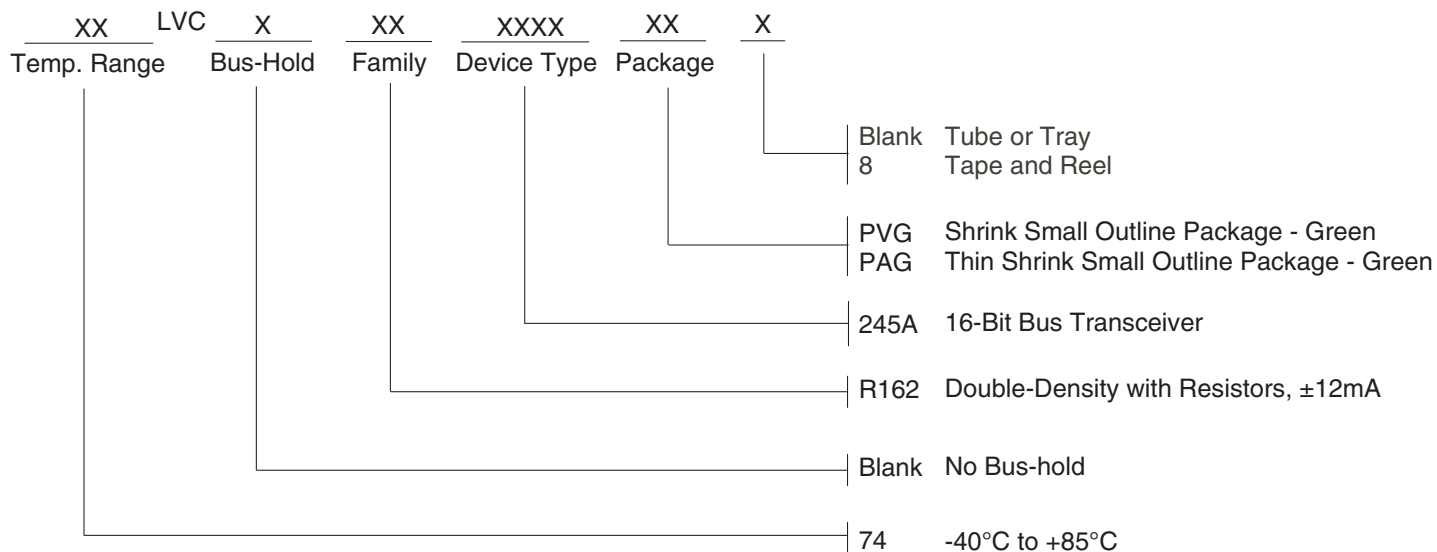 XX LVC X XX XXXX XX X
Temp. Range Bus-Hold Family Device Type Package
Blank Tube or Tray
8 Tape and Reel
PVG Shrink Small Outline Package - Green
PAG Thin Shrink Small Outline Package - Green
245A 16-Bit Bus Transceiver
R162 Double-Density with Resistors, ±12mA
Blank No Bus-hold
74 -40°C to +85°C